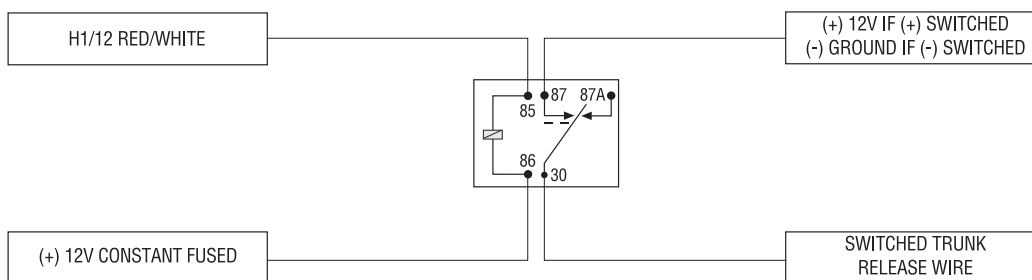 H1/12 RED/WHITE
(+) 12V IF (+) SWITCHED
(-) GROUND IF (-) SWITCHED
87 87A
85
86
30
(+) 12V CONSTANT FUSED
SWITCHED TRUNK
RELEASE WIRE